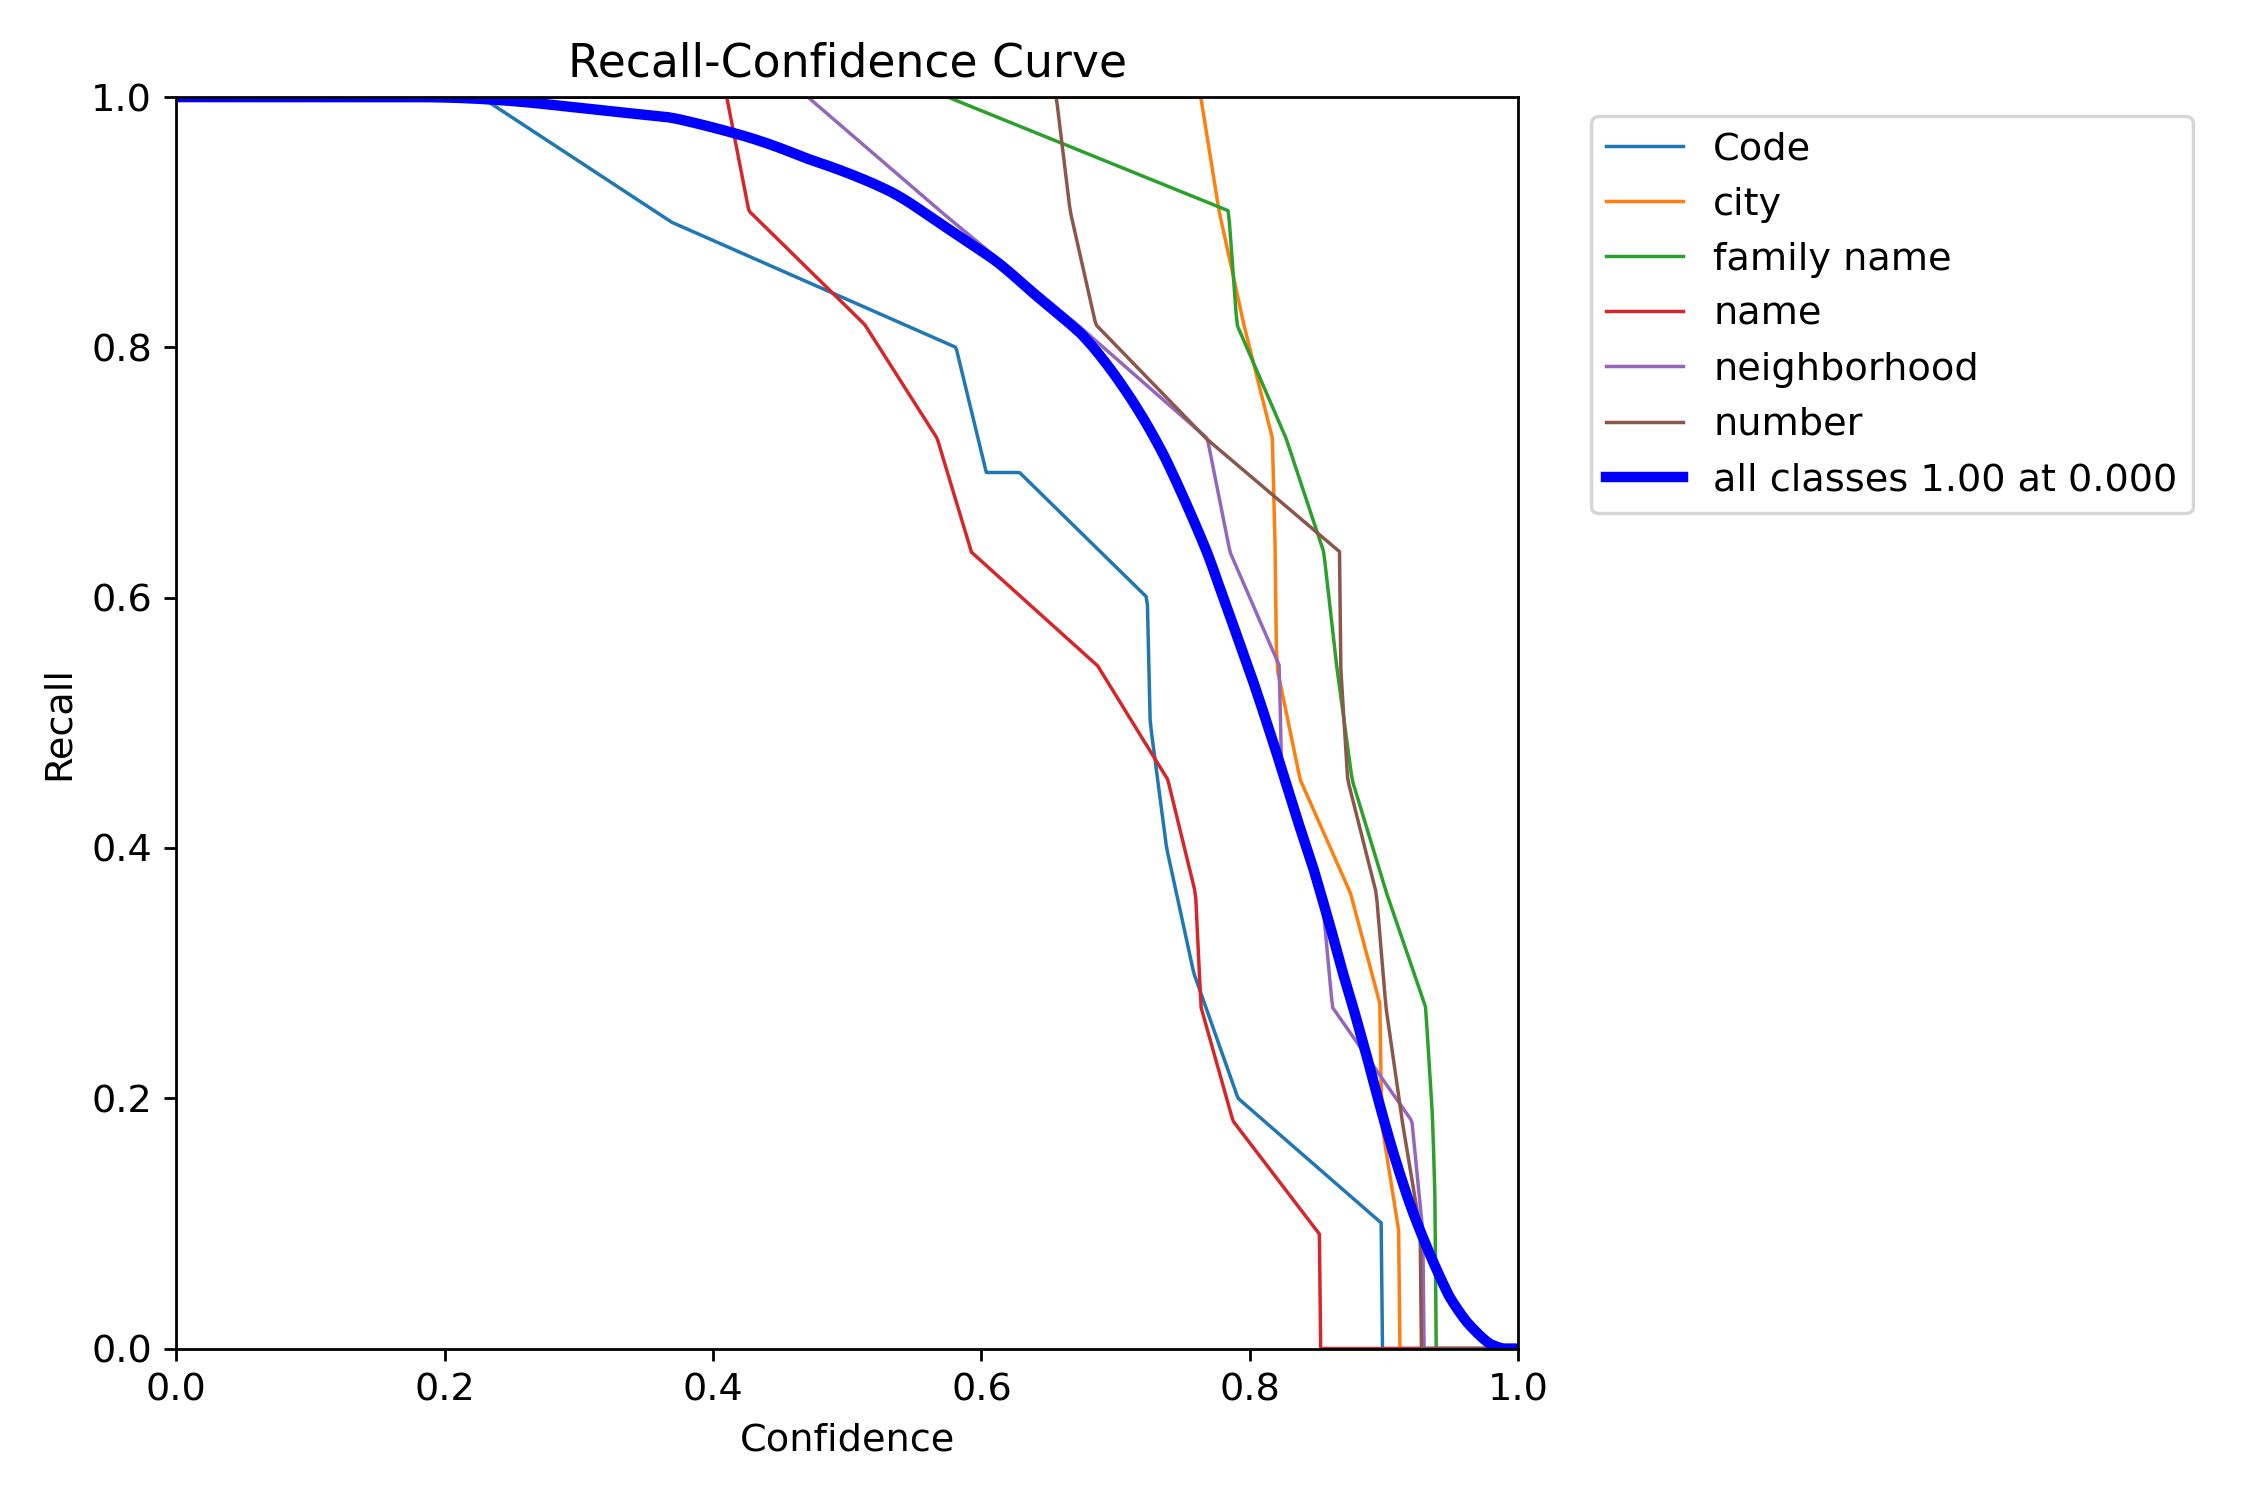 Recall-Confidence Curve
1.0
0.8
0.6
0.4
0.2
0.0
Recall
0.0 0.2 0.4 0.6 0.8 1.0
Confidence
Code
city
family name
name
neighborhood
number
all classes 1.00 at 0.000